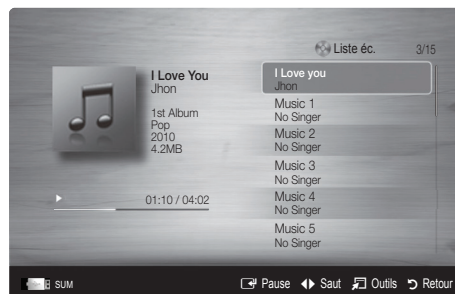 Liste éc. 3/15
I Love You
Jhon
1st Album
Pop
2010
4.2MB
01:10 / 04:02
I Love you
Jhon
Music 1
No Singer
Music 2
No Singer
Music 3
No Singer
Music 4
No Singer
Music 5
No Singer
SUM Pause Saut Outils Retour